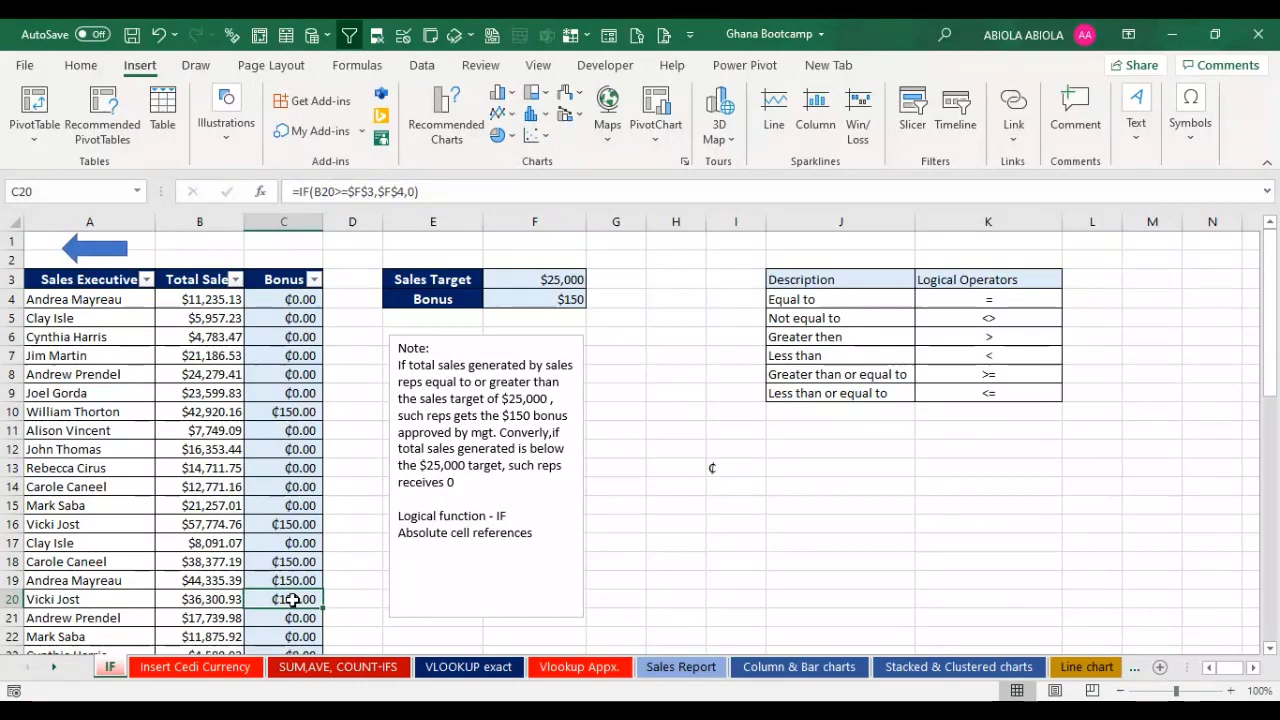 AutoSave Off Ghana Bootcamp ABIOLA ABIOLA AA
File Home Insert Draw Page Layout Formulas Data Review View Developer Help Power Pivot New Tab Share Comments
PivotTable Recommended PivotTables Table Illustrations Get Add-ins My Add-ins Recommended Charts Maps PivotChart 3D Map Line Column Win/Loss Slicer Timeline Link Comment Text Symbols
Tables Add-ins Charts Tours Sparklines Filters Links Comments
C20 fx =IF(B20>=$F$3,$F$4,0)
A B C D E F G H I J K L M N
1
2
3 Sales Executive Total Sale Bonus Sales Target $25,000 Description Logical Operators
4 Andrea Mayreau $11,235.13 ₵0.00 Bonus $150 Equal to =
5 Clay Isle $5,957.23 ₵0.00 Not equal to <>
6 Cynthia Harris $4,783.47 ₵0.00 Greater then >
7 Jim Martin $21,186.53 ₵0.00 Less than <
8 Andrew Prendel $24,279.41 ₵0.00 Greater than or equal to >=
9 Joel Gorda $23,599.83 ₵0.00 Less than or equal to <=
10 William Thorton $42,920.16 ₵150.00
11 Alison Vincent $7,749.09 ₵0.00
12 John Thomas $16,353.44 ₵0.00
13 Rebecca Cirus $14,711.75 ₵0.00 ₵
14 Carole Caneel $12,771.16 ₵0.00
15 Mark Saba $21,257.01 ₵0.00
16 Vicki Jost $57,774.76 ₵150.00
17 Clay Isle $8,091.07 ₵0.00
18 Carole Caneel $38,377.19 ₵150.00
19 Andrea Mayreau $44,335.39 ₵150.00
20 Vicki Jost $36,300.93
21 Andrew Prendel $17,739.98 ₵0.00
22 Mark Saba $11,875.92 ₵0.00
Note:
If total sales generated by sales
reps equal to or greater than
the sales target of $25,000 ,
such reps gets the $150 bonus
approved by mgt. Converly,if
total sales generated is below
the $25,000 target, such reps
receives 0
Logical function - IF
Absolute cell references
IF Insert Cedi Currency SUM,AVE, COUNT-IFS VLOOKUP exact Vlookup Appx. Sales Report Column & Bar charts Stacked & Clustered charts Line chart ...
100%